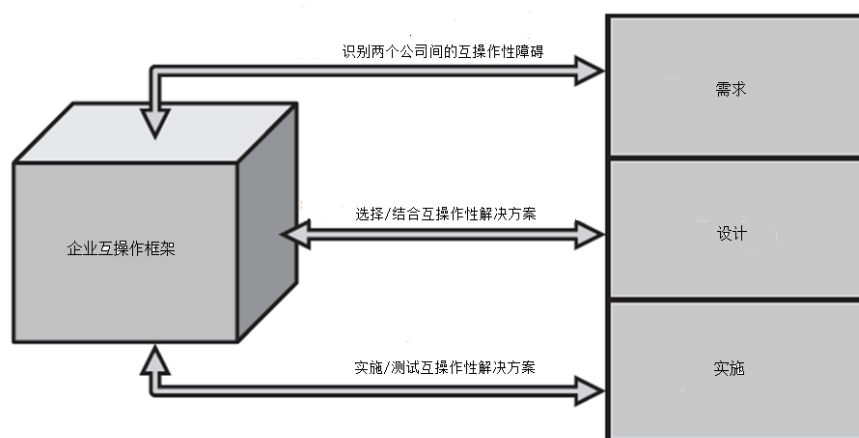 识别两个公司间的互操作性障碍
需求
选择/结合互操作性解决方案
企业互操作框架
设计
实施/测试互操作性解决方案
实施